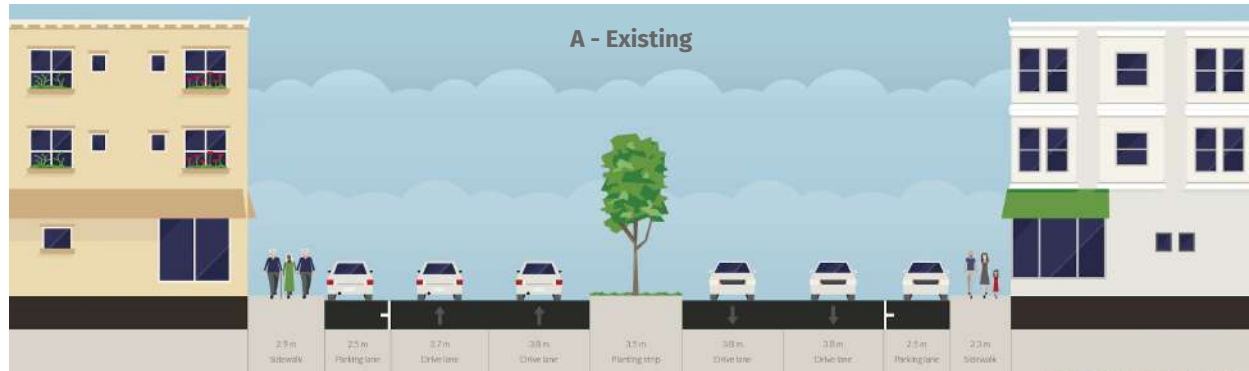 A - Existing
2.9 m 2.5 m 3.7 m 3.8 m 3.5 m 3.8 m 3.8 m 2.5 m 2.3 m
Sidewalk Parking lane Drive lane Drive lane Planting strip Drive lane Drive lane Parking lane Sidewalk